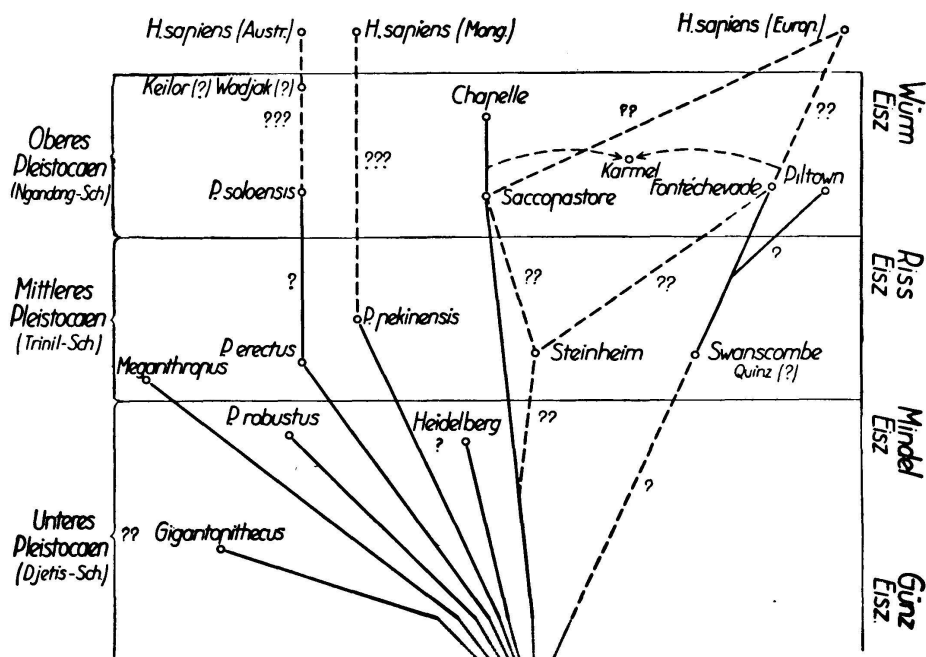 H.sapiens (Austr.)
H.sapiens (Mong.)
H.sapiens (Europ.)
Keilor (?) Wadjak (?)
???
???
Chapelle
??
??
Würm
Eisz
Oberes
Pleistocaen
(Ngandong-Sch)
P. soloensis
Karmel
Saccopastore
Fontéchevade
Piltown
Riss
Eisz
?
??
??
?
Mittleres
Pleistocaen
(Trinil-Sch)
P. pekinensis
P. erectus
Steinheim
Swanscombe
Quinz (?)
Meganthropus
Mindel
Eisz
P. robustus
Heidelberg
?
??
?
Unteres
Pleistocaen
(Djetis-Sch)
??
Gigantopithecus
Günz
Eisz.